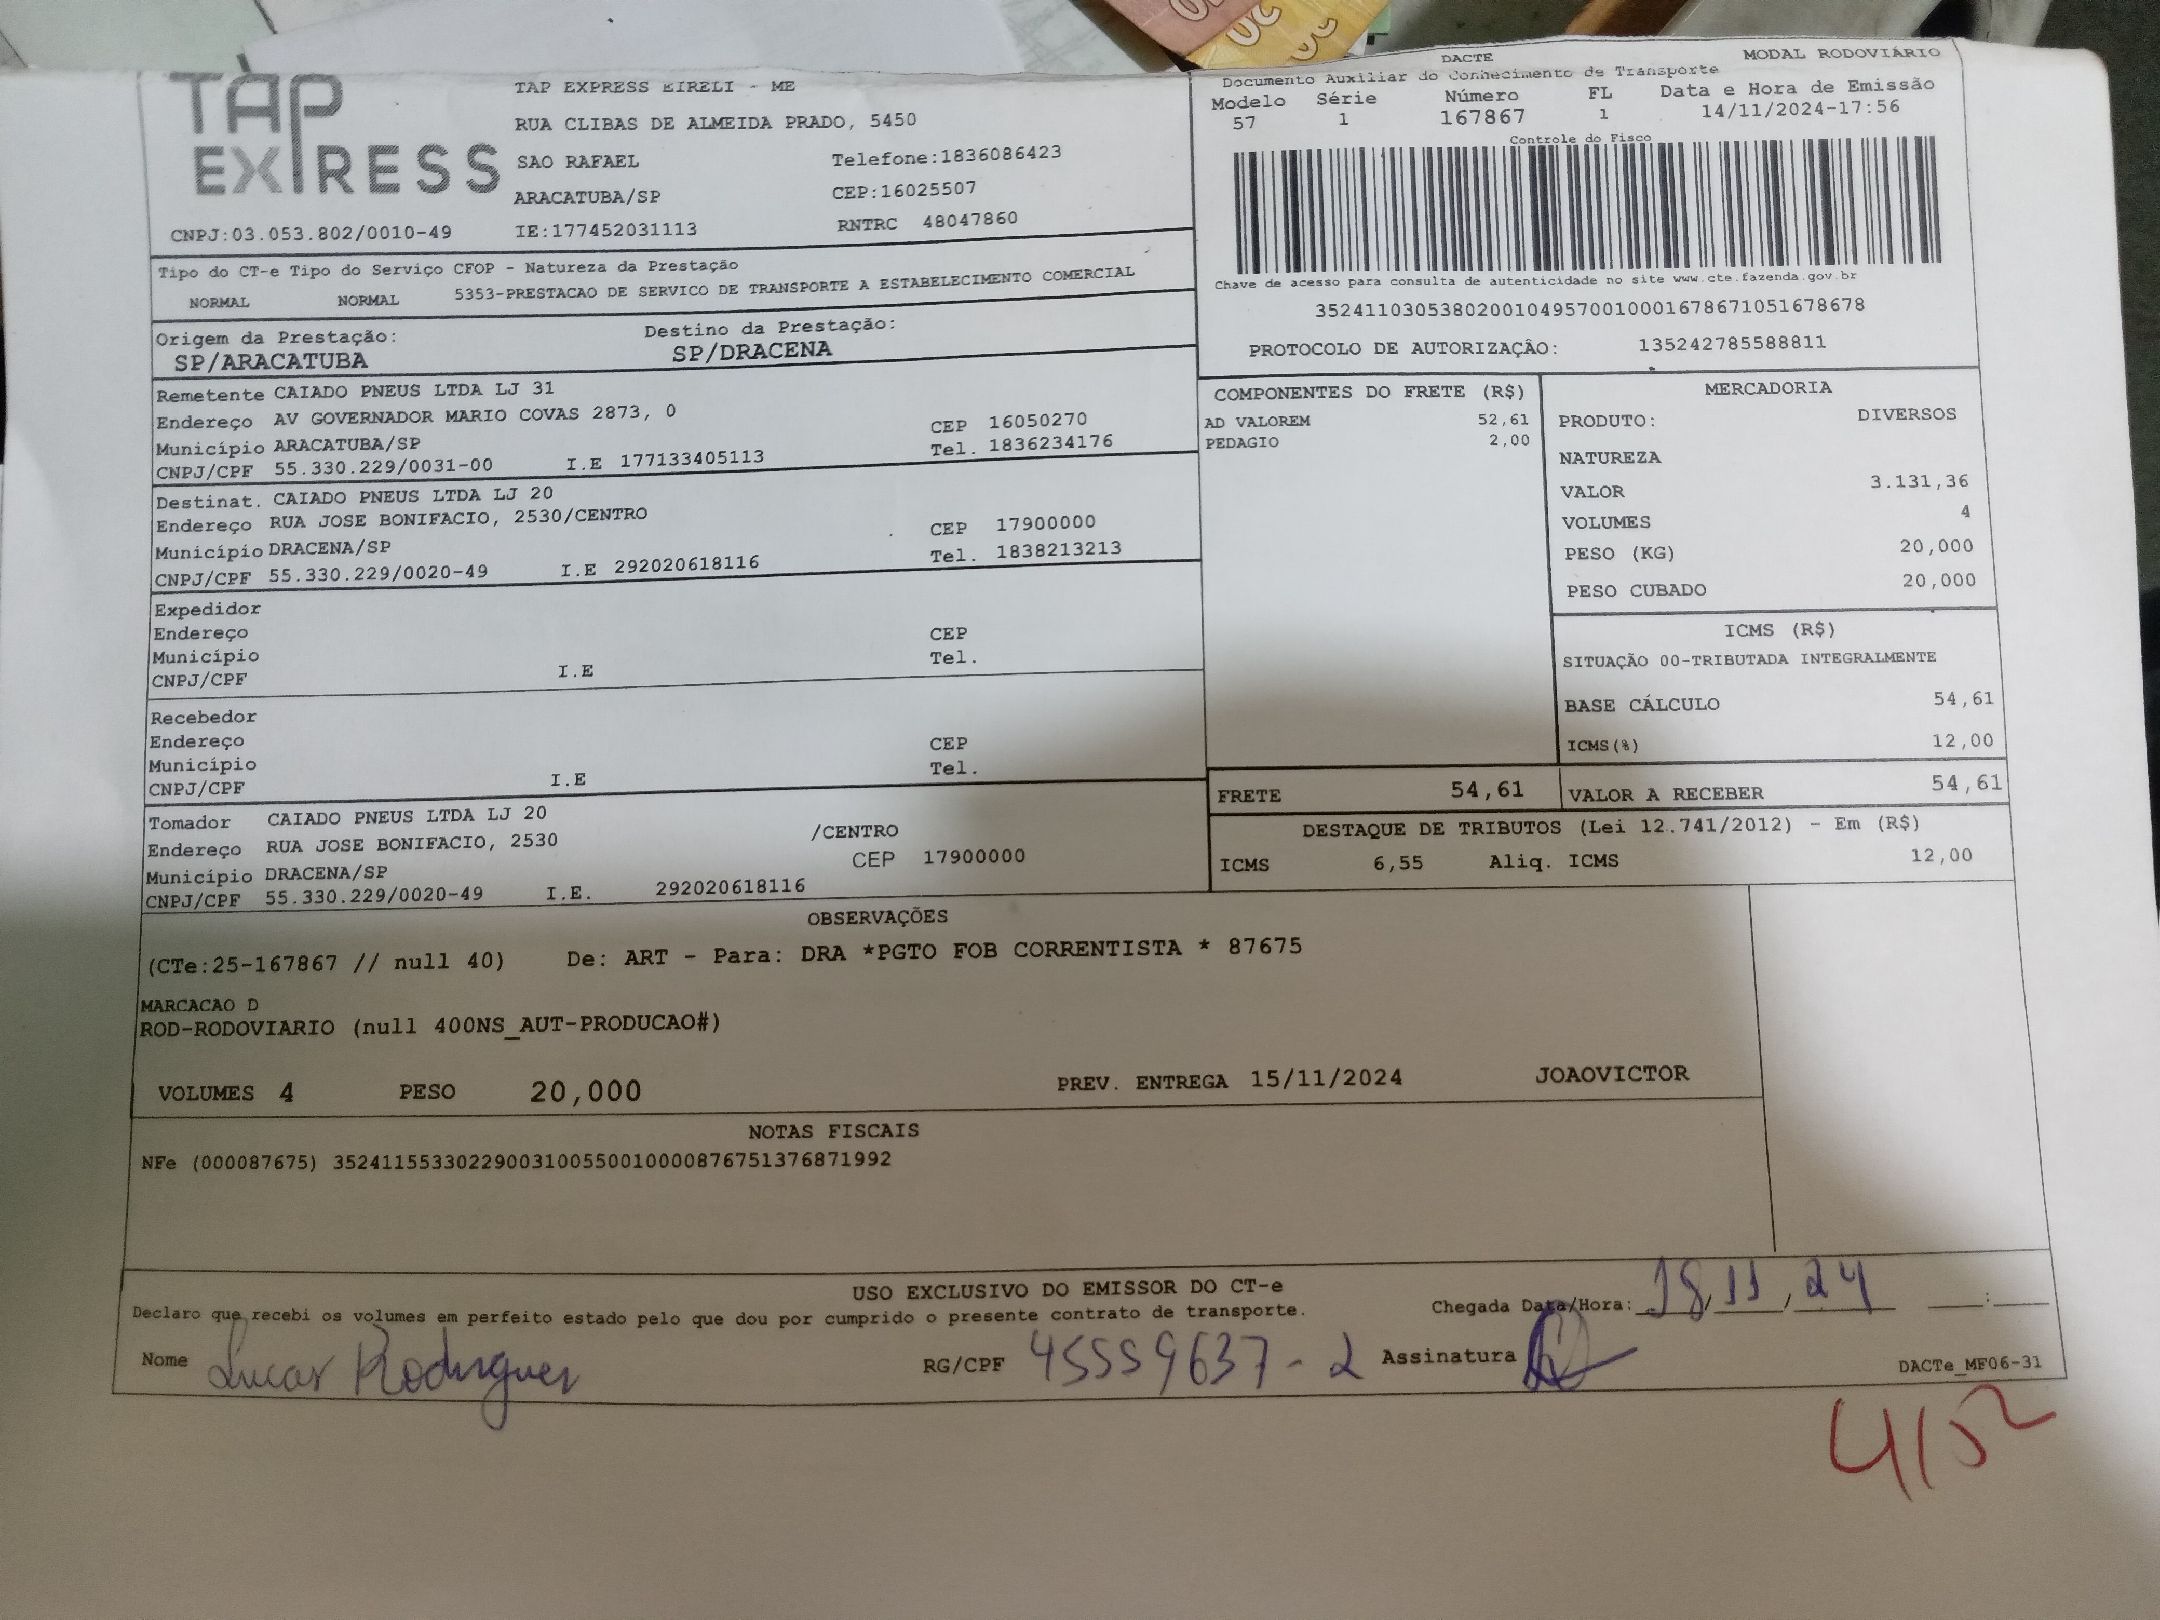 TAP EXPRESS
TAP EXPRESS EIRELI - ME
RUA CLIBAS DE ALMEIDA PRADO, 5450
SAO RAFAEL Telefone:1836086423
ARACATUBA/SP CEP:16025507
CNPJ:03.053.802/0010-49 IE:177452031113 RNTRC 48047860
DACTE MODAL RODOVIÁRIO
Documento Auxiliar do Conhecimento de Transporte
Modelo Série Número FL Data e Hora de Emissão
57 1 167867 1 14/11/2024-17:56
Controle do Fisco
Chave de acesso para consulta de autenticidade no site www.cte.fazenda.gov.br
35241103053802001049570010001678671051678678
PROTOCOLO DE AUTORIZAÇÂO: 135242785588811
Tipo do CT-e Tipo do Serviço CFOP - Natureza da Prestação
NORMAL NORMAL 5353-PRESTACAO DE SERVICO DE TRANSPORTE A ESTABELECIMENTO COMERCIAL
Origem da Prestação: Destino da Prestação:
SP/ARACATUBA SP/DRACENA
Remetente CAIADO PNEUS LTDA LJ 31
Endereço AV GOVERNADOR MARIO COVAS 2873, 0 CEP 16050270
Município ARACATUBA/SP Tel. 1836234176
CNPJ/CPF 55.330.229/0031-00 I.E 177133405113
Destinat. CAIADO PNEUS LTDA LJ 20
Endereço RUA JOSE BONIFACIO, 2530/CENTRO CEP 17900000
Município DRACENA/SP Tel. 1838213213
CNPJ/CPF 55.330.229/0020-49 I.E 292020618116
Expedidor
Endereço CEP
Município Tel.
CNPJ/CPF I.E
Recebedor
Endereço CEP
Município Tel.
CNPJ/CPF I.E
Tomador CAIADO PNEUS LTDA LJ 20
Endereço RUA JOSE BONIFACIO, 2530 /CENTRO
Município DRACENA/SP CEP 17900000
CNPJ/CPF 55.330.229/0020-49 I.E. 292020618116
COMPONENTES DO FRETE (R$)
AD VALOREM 52,61
PEDAGIO 2,00
MERCADORIA
PRODUTO: DIVERSOS
NATUREZA
VALOR 3.131,36
VOLUMES 4
PESO (KG) 20,000
PESO CUBADO 20,000
ICMS (R$)
SITUAÇÃO 00-TRIBUTADA INTEGRALMENTE
BASE CÁLCULO 54,61
ICMS(%) 12,00
FRETE 54,61 VALOR A RECEBER 54,61
DESTAQUE DE TRIBUTOS (Lei 12.741/2012) - Em (R$)
ICMS 6,55 Aliq. ICMS 12,00
OBSERVAÇÕES
(CTe:25-167867 // null 40) De: ART - Para: DRA *PGTO FOB CORRENTISTA * 87675
MARCACAO D
ROD-RODOVIARIO (null 400NS_AUT-PRODUCAO#)
VOLUMES 4 PESO 20,000 PREV. ENTREGA 15/11/2024 JOAOVICTOR
NOTAS FISCAIS
NFe (000087675) 35241155330229003100550010000876751376871992
USO EXCLUSIVO DO EMISSOR DO CT-e
Declaro que recebi os volumes em perfeito estado pelo que dou por cumprido o presente contrato de transporte. Chegada Data/Hora: 18/11/24 :
Nome Lucas Rodrigues RG/CPF 45559637-2 Assinatura
DACTe_MF06-31
4152